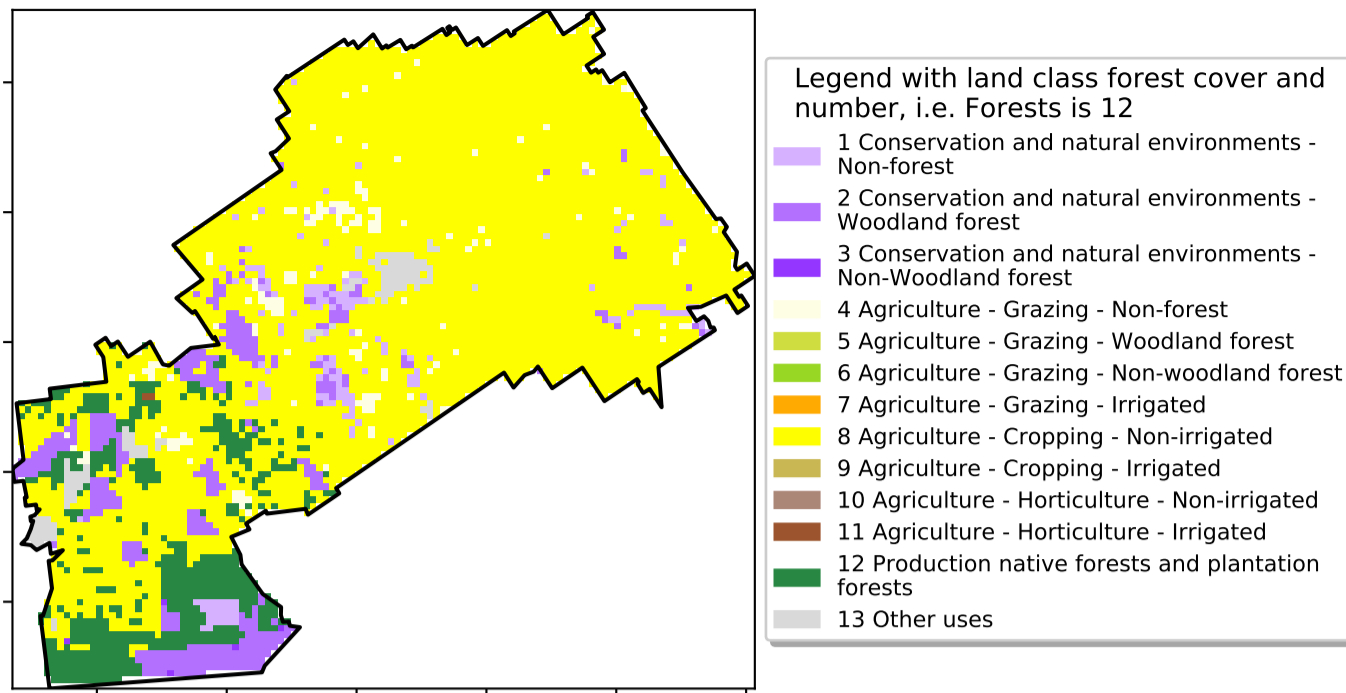 Legend with land class forest cover and
number, i.e. Forests is 12
1 Conservation and natural environments -
Non-forest
2 Conservation and natural environments -
Woodland forest
3 Conservation and natural environments -
Non-Woodland forest
4 Agriculture - Grazing - Non-forest
5 Agriculture - Grazing - Woodland forest
6 Agriculture - Grazing - Non-woodland forest
7 Agriculture - Grazing - Irrigated
8 Agriculture - Cropping - Non-irrigated
9 Agriculture - Cropping - Irrigated
10 Agriculture - Horticulture - Non-irrigated
11 Agriculture - Horticulture - Irrigated
12 Production native forests and plantation
forests
13 Other uses